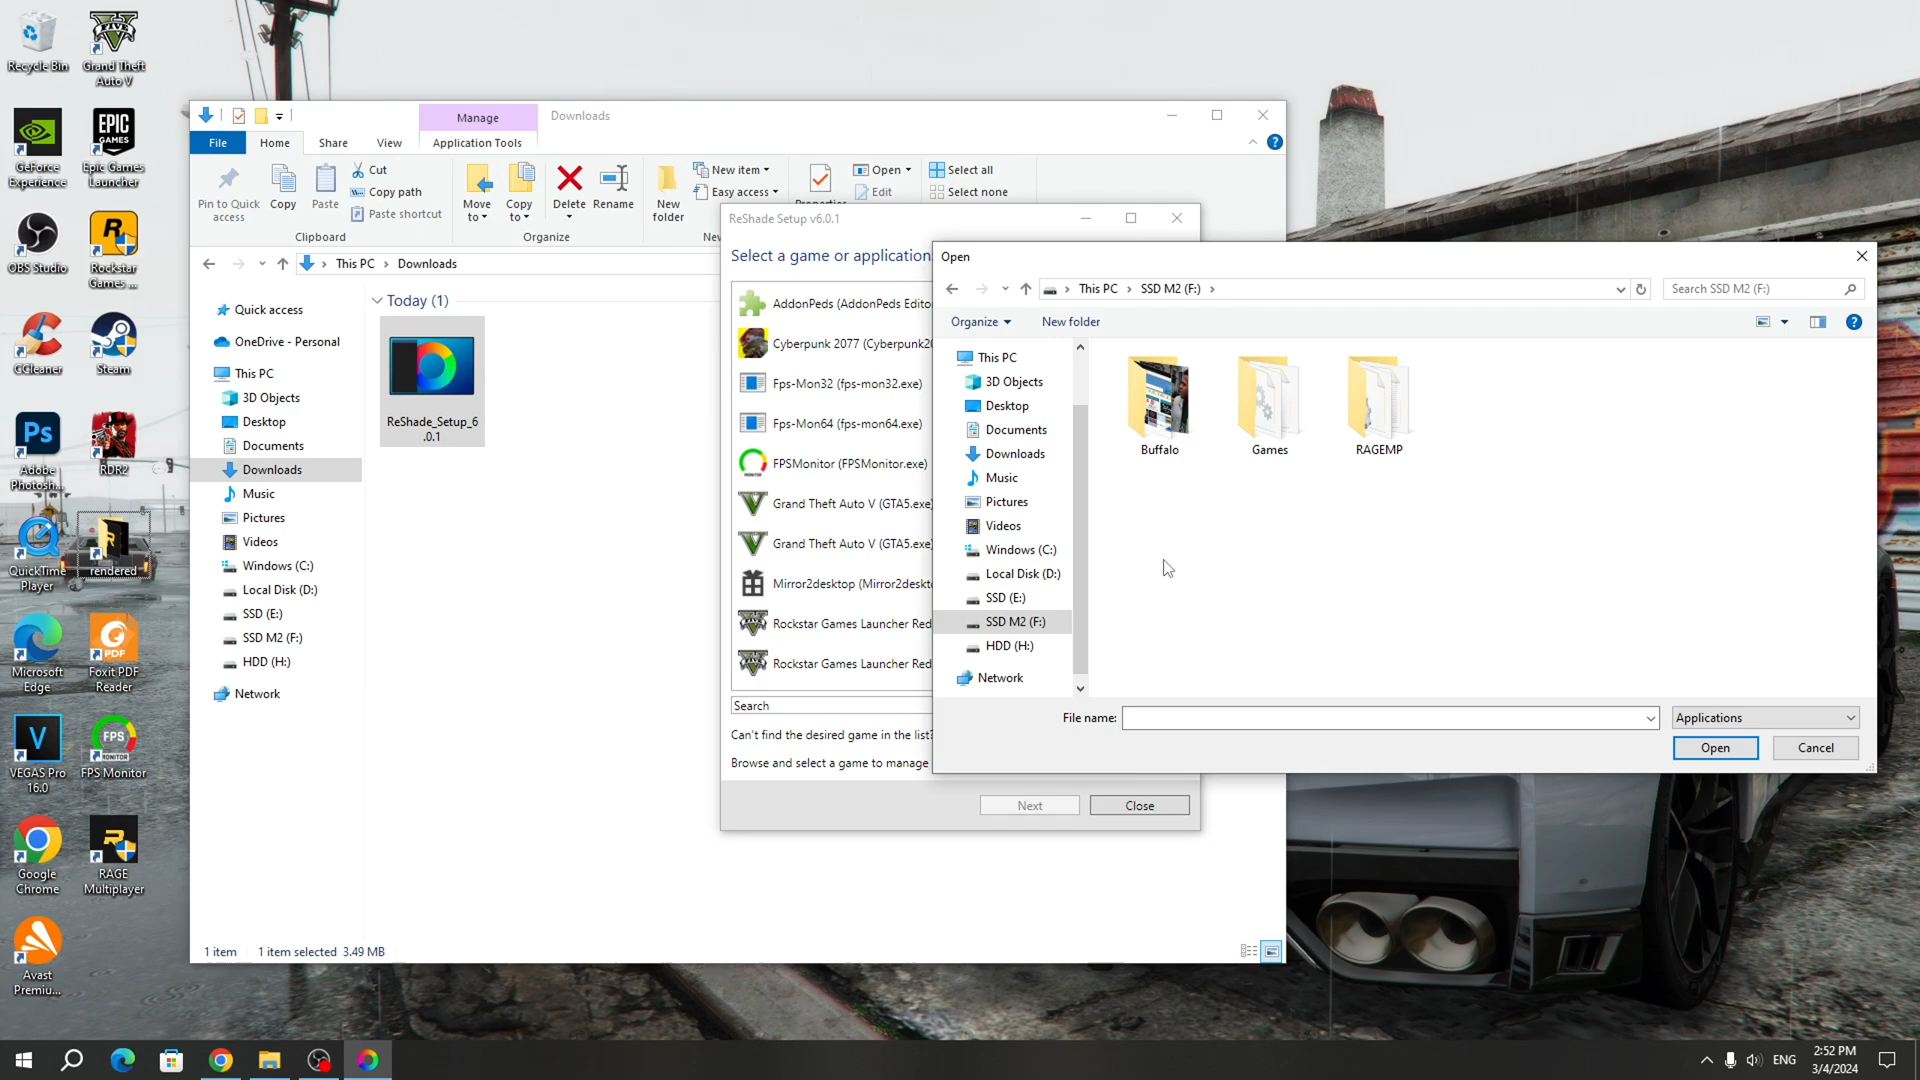 Recycle Bin
Grand Theft
Auto V
GeForce
Experience
Epic Games
Launcher
OBS Studio
Rockstar
Games ...
CCleaner
Steam
Adobe
Photosh...
RDR2
QuickTime
Player
rendered
Microsoft
Edge
Foxit PDF
Reader
VEGAS Pro
16.0
FPS Monitor
Google
Chrome
RAGE
Multiplayer
Avast
Premiu...
Manage
Downloads
File
Home
Share
View
Application Tools
Pin to Quick
access
Copy
Paste
Cut
Copy path
Paste shortcut
Clipboard
Move
to
Copy
to
Delete
Rename
Organize
New
folder
New item
Easy access
Open
Edit
Select all
Select none
This PC
Downloads
Quick access
OneDrive - Personal
This PC
3D Objects
Desktop
Documents
Downloads
Music
Pictures
Videos
Windows (C:)
Local Disk (D:)
SSD (E:)
SSD M2 (F:)
HDD (H:)
Network
Today (1)
ReShade_Setup_6
.0.1
1 item
1 item selected 3.49 MB
ReShade Setup v6.0.1
Select a game or application
AddonPeds (AddonPeds Edito
Cyberpunk 2077 (Cyberpunk20
Fps-Mon32 (fps-mon32.exe)
Fps-Mon64 (fps-mon64.exe)
FPSMonitor (FPSMonitor.exe)
Grand Theft Auto V (GTA5.exe)
Grand Theft Auto V (GTA5.exe)
Mirror2desktop (Mirror2deskto
Rockstar Games Launcher Red
Rockstar Games Launcher Red
Search
Can't find the desired game in the list?
Browse and select a game to manage
Next
Close
Open
This PC
SSD M2 (F:)
Search SSD M2 (F:)
Organize
New folder
This PC
3D Objects
Desktop
Documents
Downloads
Music
Pictures
Videos
Windows (C:)
Local Disk (D:)
SSD (E:)
SSD M2 (F:)
HDD (H:)
Network
Buffalo
Games
RAGEMP
File name:
Applications
Open
Cancel
ENG
2:52 PM
3/4/2024